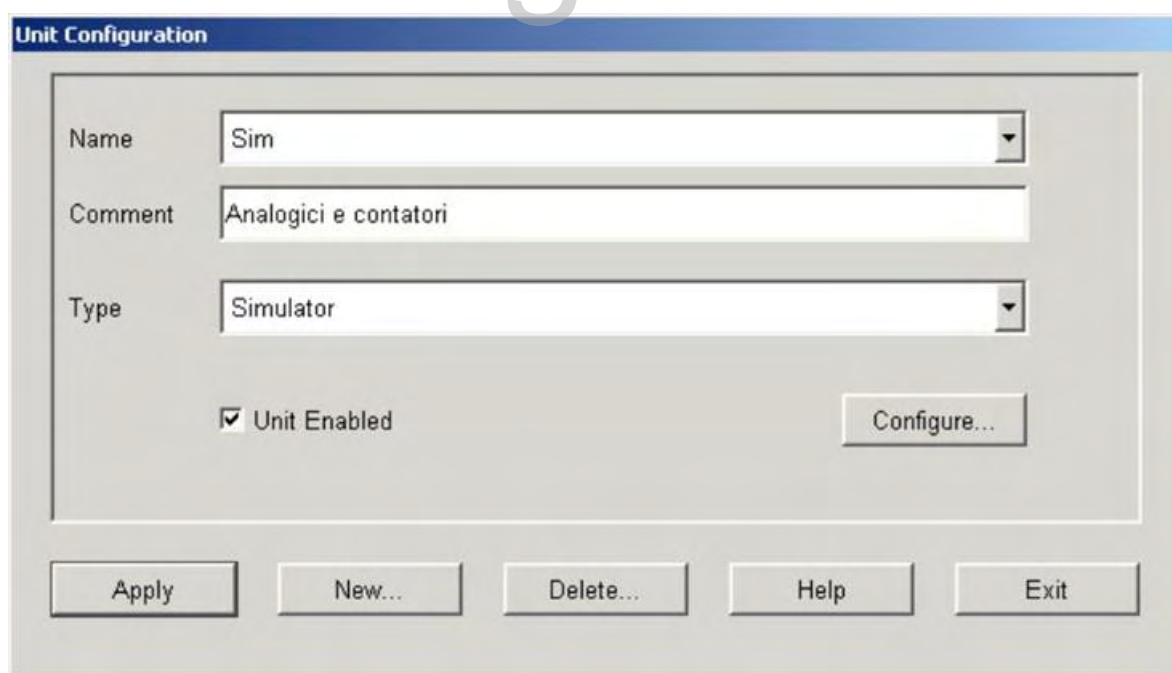 Unit Configuration
Name Sim
Comment Analogici e contatori
Type Simulator
Unit Enabled Configure...
Apply New... Delete... Help Exit